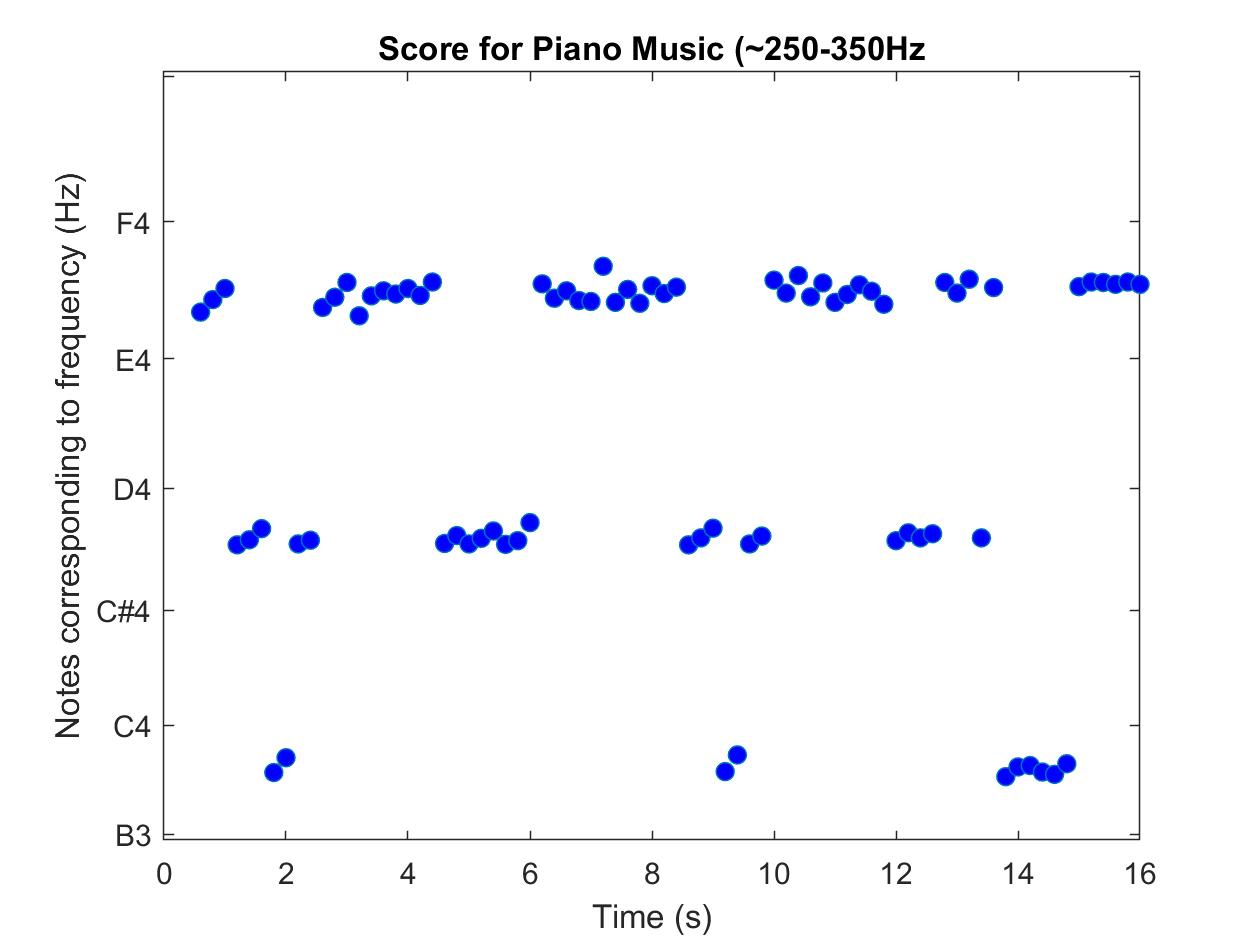 Score for Piano Music (~250-350Hz
Notes corresponding to frequency (Hz)
F4
E4
D4
C#4
C4
B3
0 2 4 6 8 10 12 14 16
Time (s)